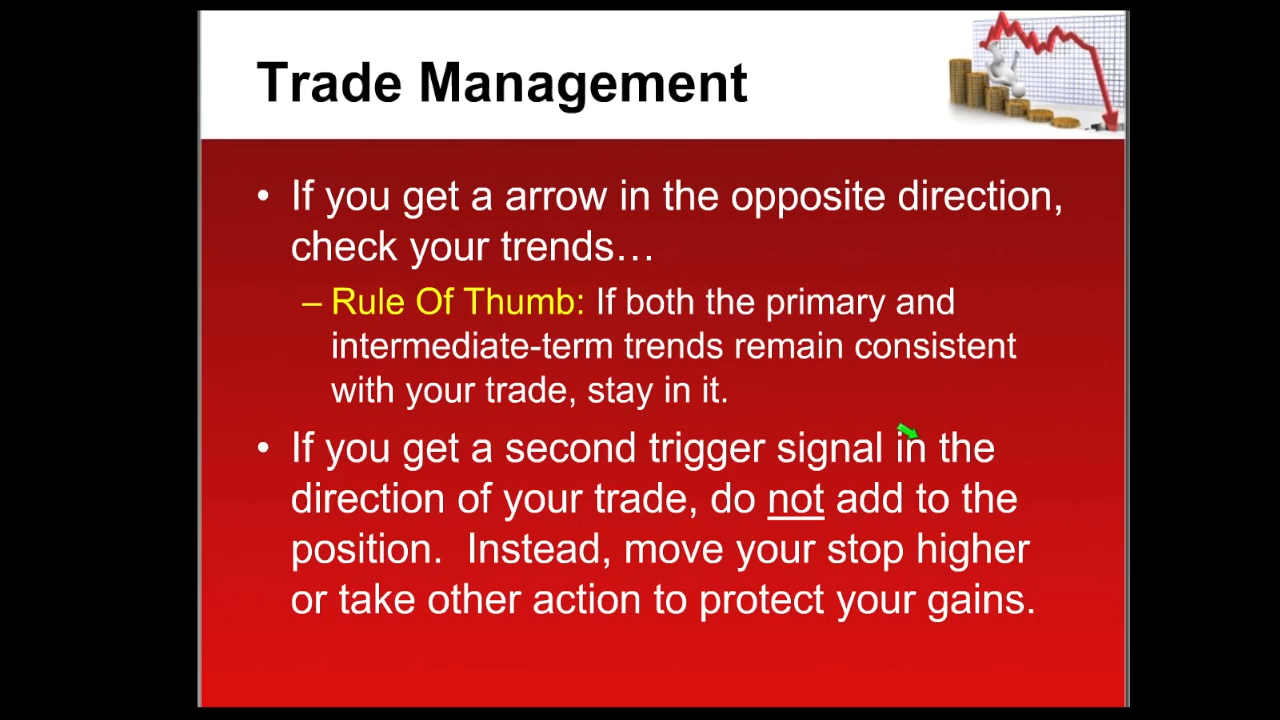 Trade Management
• If you get a arrow in the opposite direction,
check your trends…
– Rule Of Thumb: If both the primary and
intermediate-term trends remain consistent
with your trade, stay in it.
• If you get a second trigger signal in the
direction of your trade, do not add to the
position.  Instead, move your stop higher
or take other action to protect your gains.